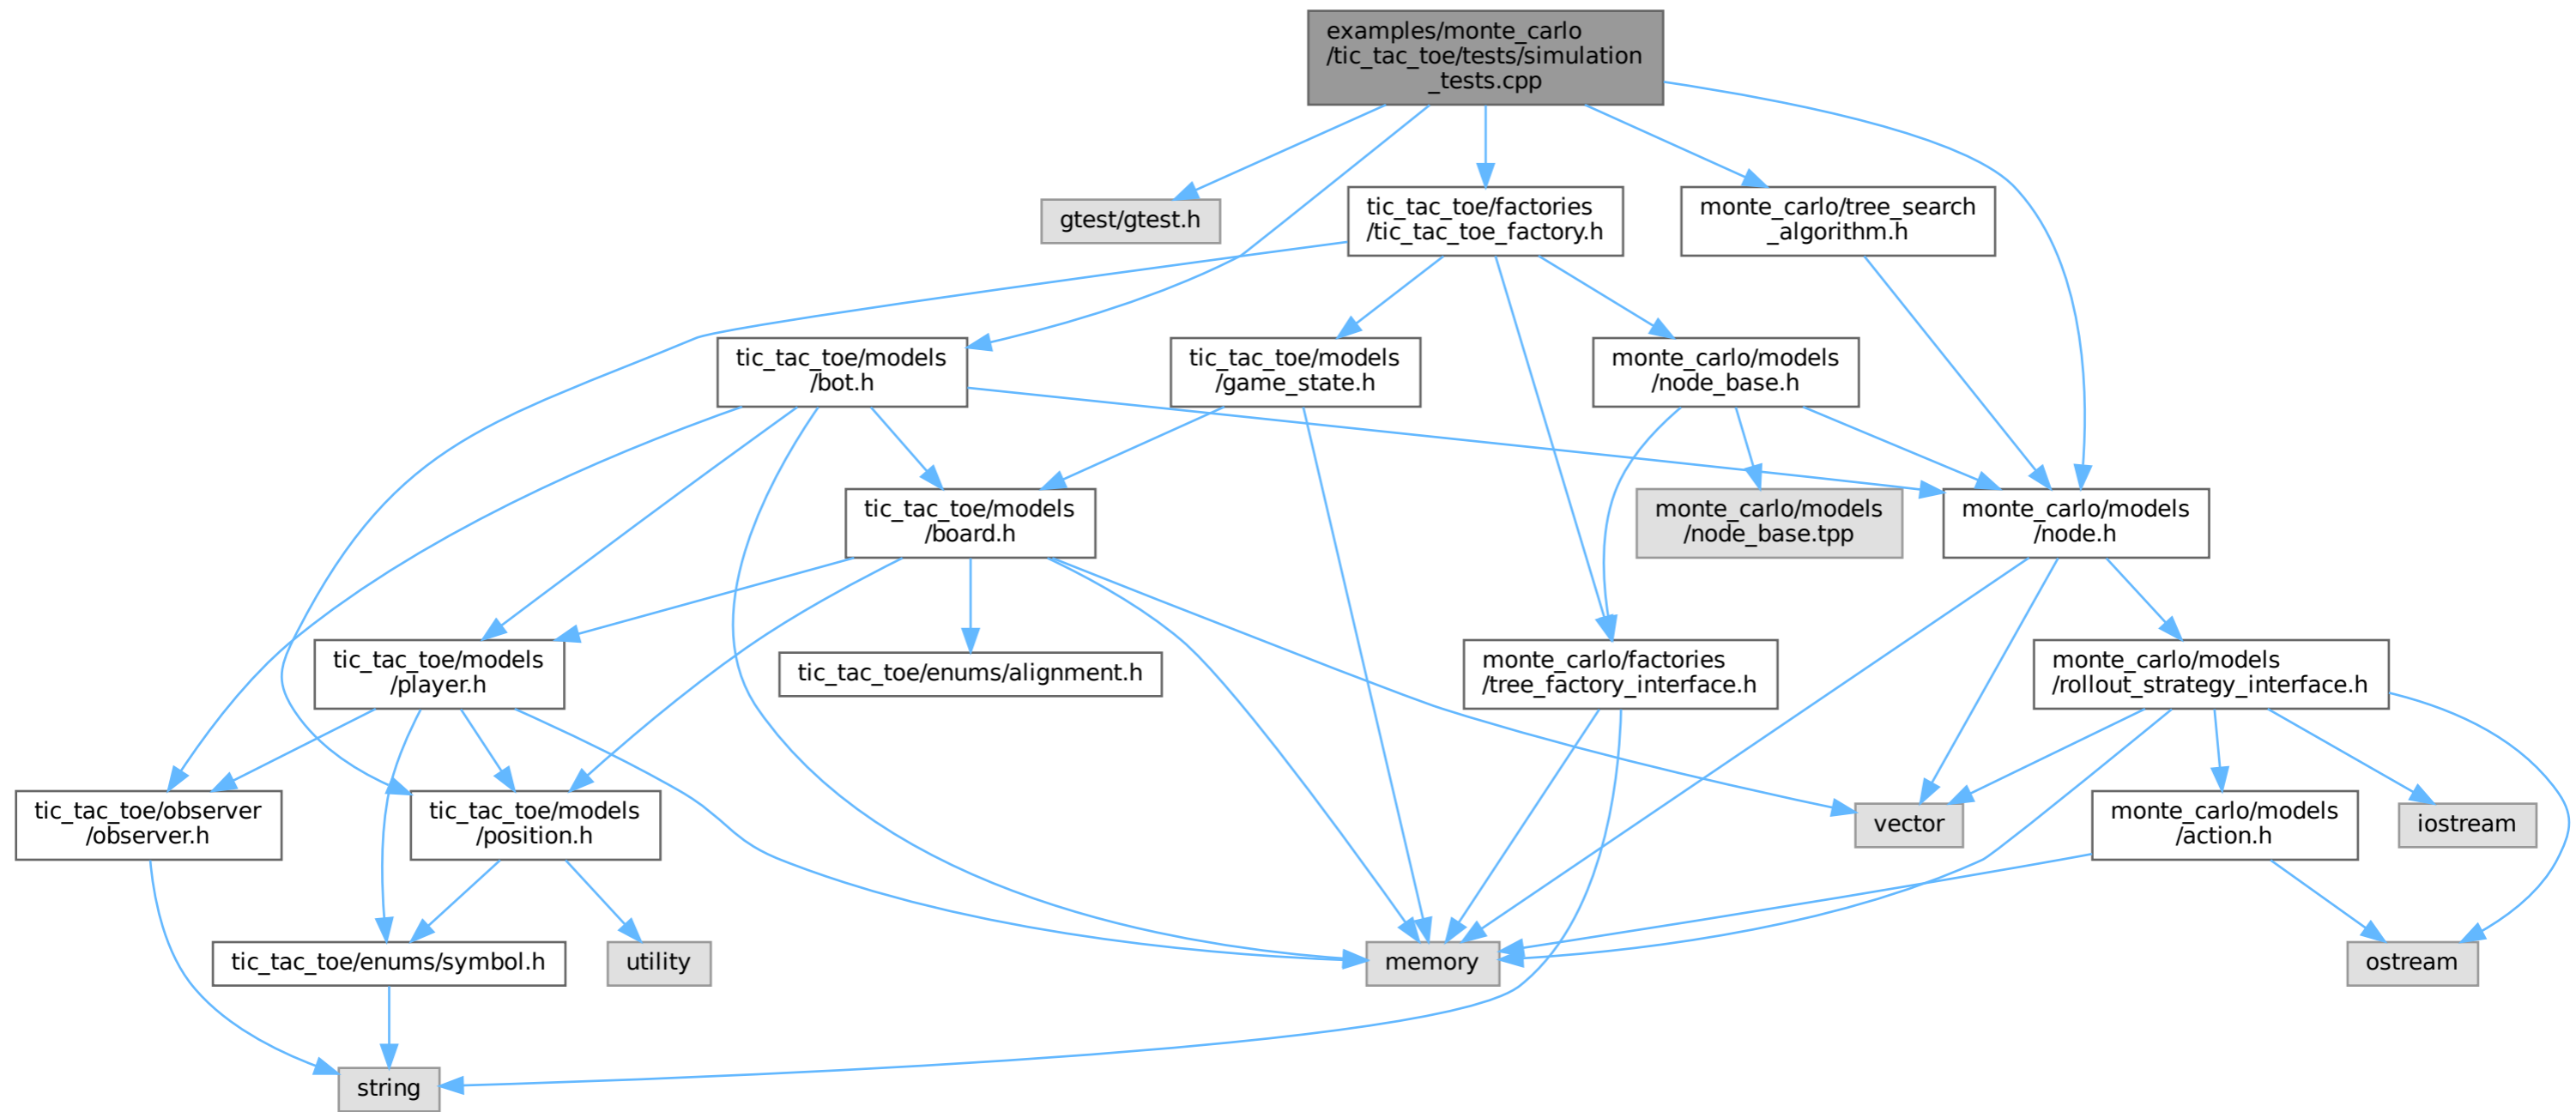 examples/monte_carlo
/tic_tac_toe/tests/simulation
_tests.cpp
gtest/gtest.h
tic_tac_toe/factories
/tic_tac_toe_factory.h
monte_carlo/tree_search
_algorithm.h
tic_tac_toe/models
/bot.h
tic_tac_toe/models
/game_state.h
monte_carlo/models
/node_base.h
tic_tac_toe/models
/board.h
monte_carlo/models
/node_base.tpp
monte_carlo/models
/node.h
tic_tac_toe/models
/player.h
tic_tac_toe/enums/alignment.h
monte_carlo/factories
/tree_factory_interface.h
monte_carlo/models
/rollout_strategy_interface.h
tic_tac_toe/observer
/observer.h
tic_tac_toe/models
/position.h
vector
monte_carlo/models
/action.h
iostream
tic_tac_toe/enums/symbol.h
utility
memory
ostream
string